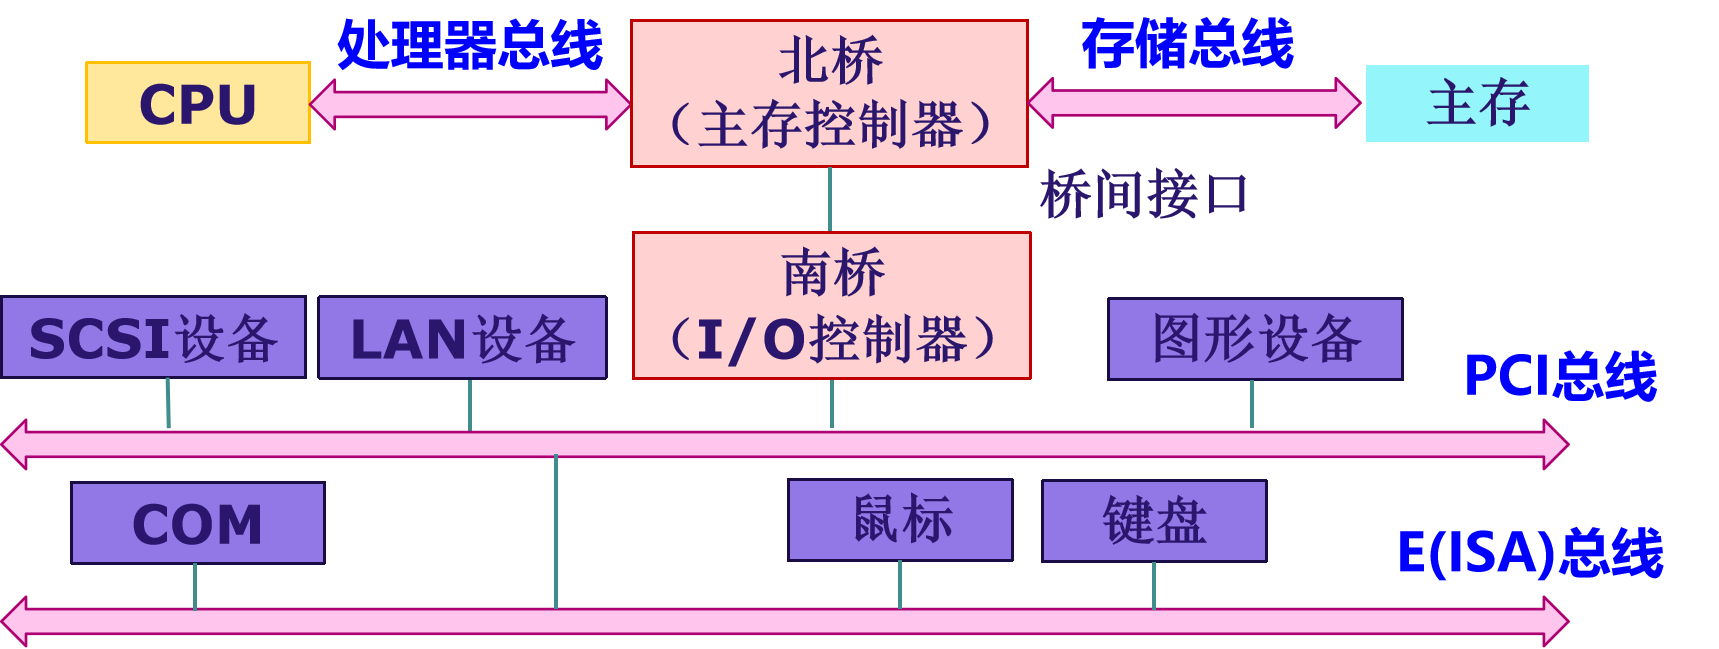 处理器总线
存储总线
CPU
北桥
（主存控制器）
主存
桥间接口
南桥
（I/O控制器）
SCSI设备
LAN设备
图形设备
PCI总线
COM
鼠标
键盘
E(ISA)总线